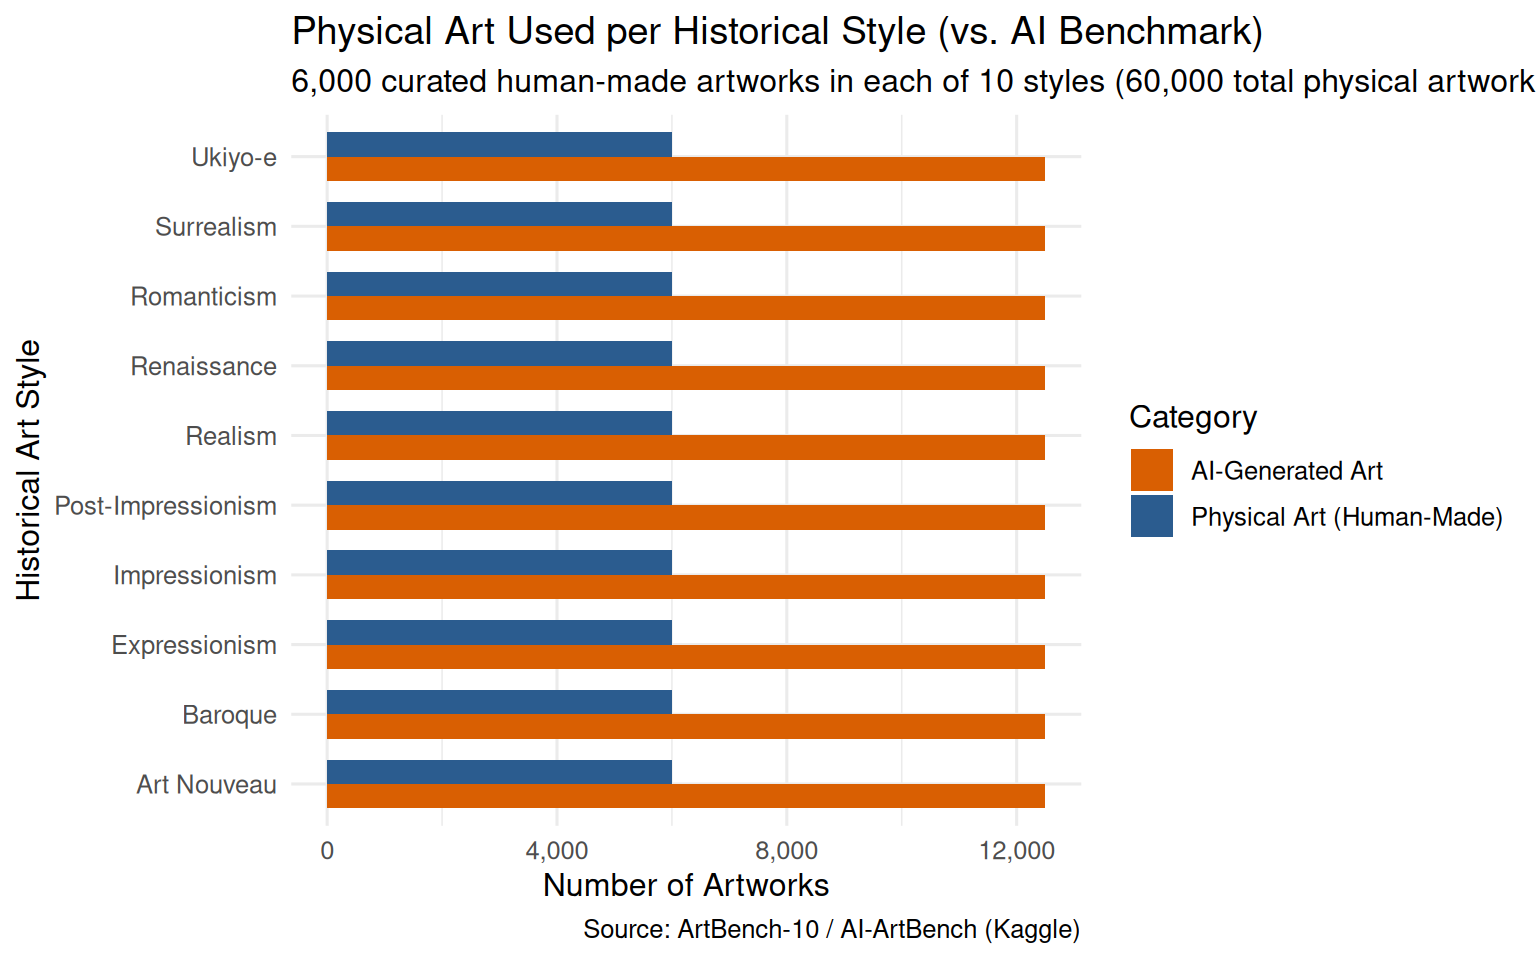 Physical Art Used per Historical Style (vs. AI Benchmark)
6,000 curated human-made artworks in each of 10 styles (60,000 total physical artwork
Historical Art Style
Ukiyo-e
Surrealism
Romanticism
Renaissance
Realism
Post-Impressionism
Impressionism
Expressionism
Baroque
Art Nouveau
0 4,000 8,000 12,000
Number of Artworks
Category
AI-Generated Art
Physical Art (Human-Made)
Source: ArtBench-10 / AI-ArtBench (Kaggle)